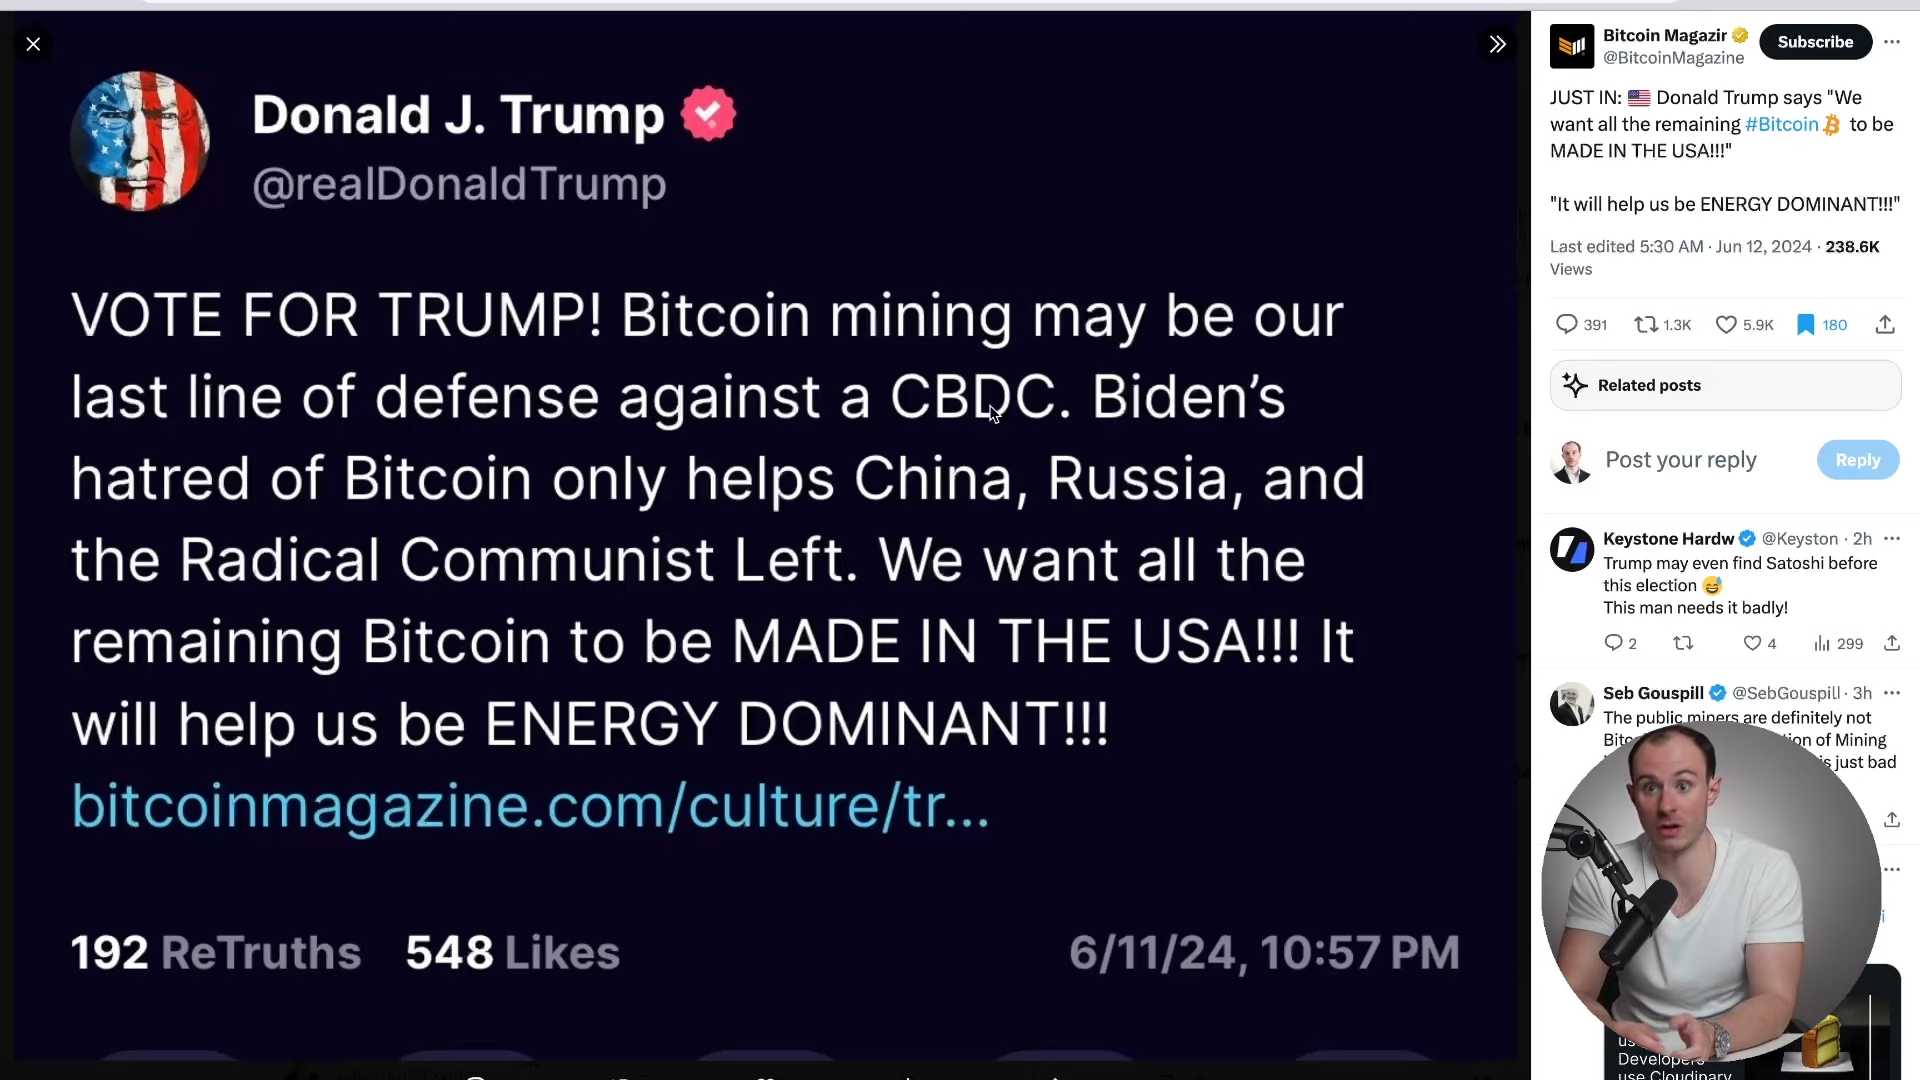 Donald J. Trump
@realDonaldTrump
VOTE FOR TRUMP! Bitcoin mining may be our
last line of defense against a CBDC. Biden’s
hatred of Bitcoin only helps China, Russia, and
the Radical Communist Left. We want all the
remaining Bitcoin to be MADE IN THE USA!!! It
will help us be ENERGY DOMINANT!!!
bitcoinmagazine.com/culture/tr...
192 ReTruths 548 Likes 6/11/24, 10:57 PM
Bitcoin Magazir Subscribe
@BitcoinMagazine
JUST IN: 🇺🇸 Donald Trump says "We
want all the remaining #Bitcoin to be
MADE IN THE USA!!!"
"It will help us be ENERGY DOMINANT!!!"
Last edited 5:30 AM · Jun 12, 2024 · 238.6K
Views
391 1.3K 5.9K 180
Related posts
Post your reply Reply
Keystone Hardw @Keyston · 2h
Trump may even find Satoshi before
this election 😅
This man needs it badly!
2 4 299
Seb Gouspill @SebGouspill · 3h
The public miners are definitely not
of Mining
is just bad
Developers
use Cloudinary